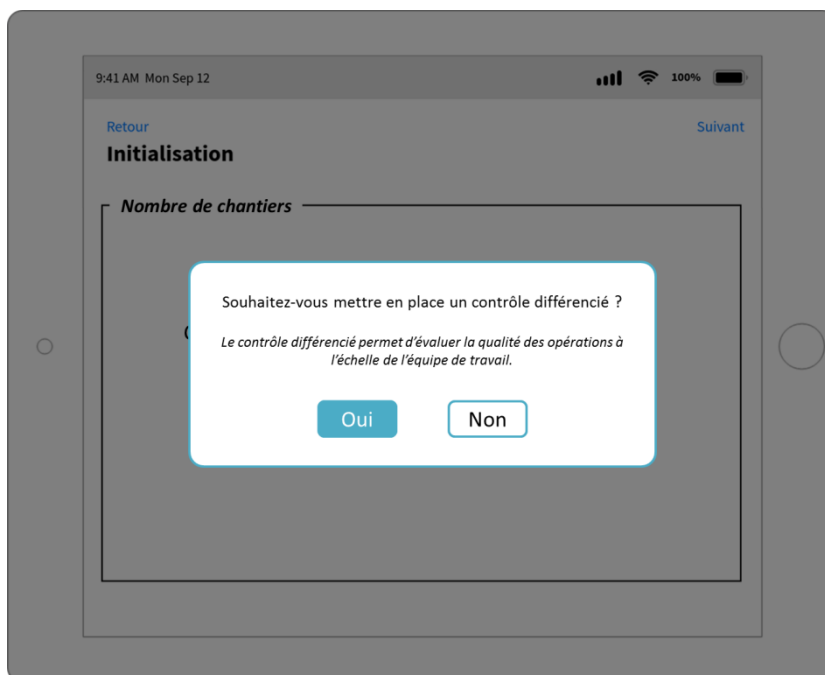 9:41 AM Mon Sep 12
100%
Retour
Suivant
Initialisation
Nombre de chantiers
Souhaitez-vous mettre en place un contrôle différencié ?
Le contrôle différencié permet d’évaluer la qualité des opérations à
l’échelle de l’équipe de travail.
Oui
Non